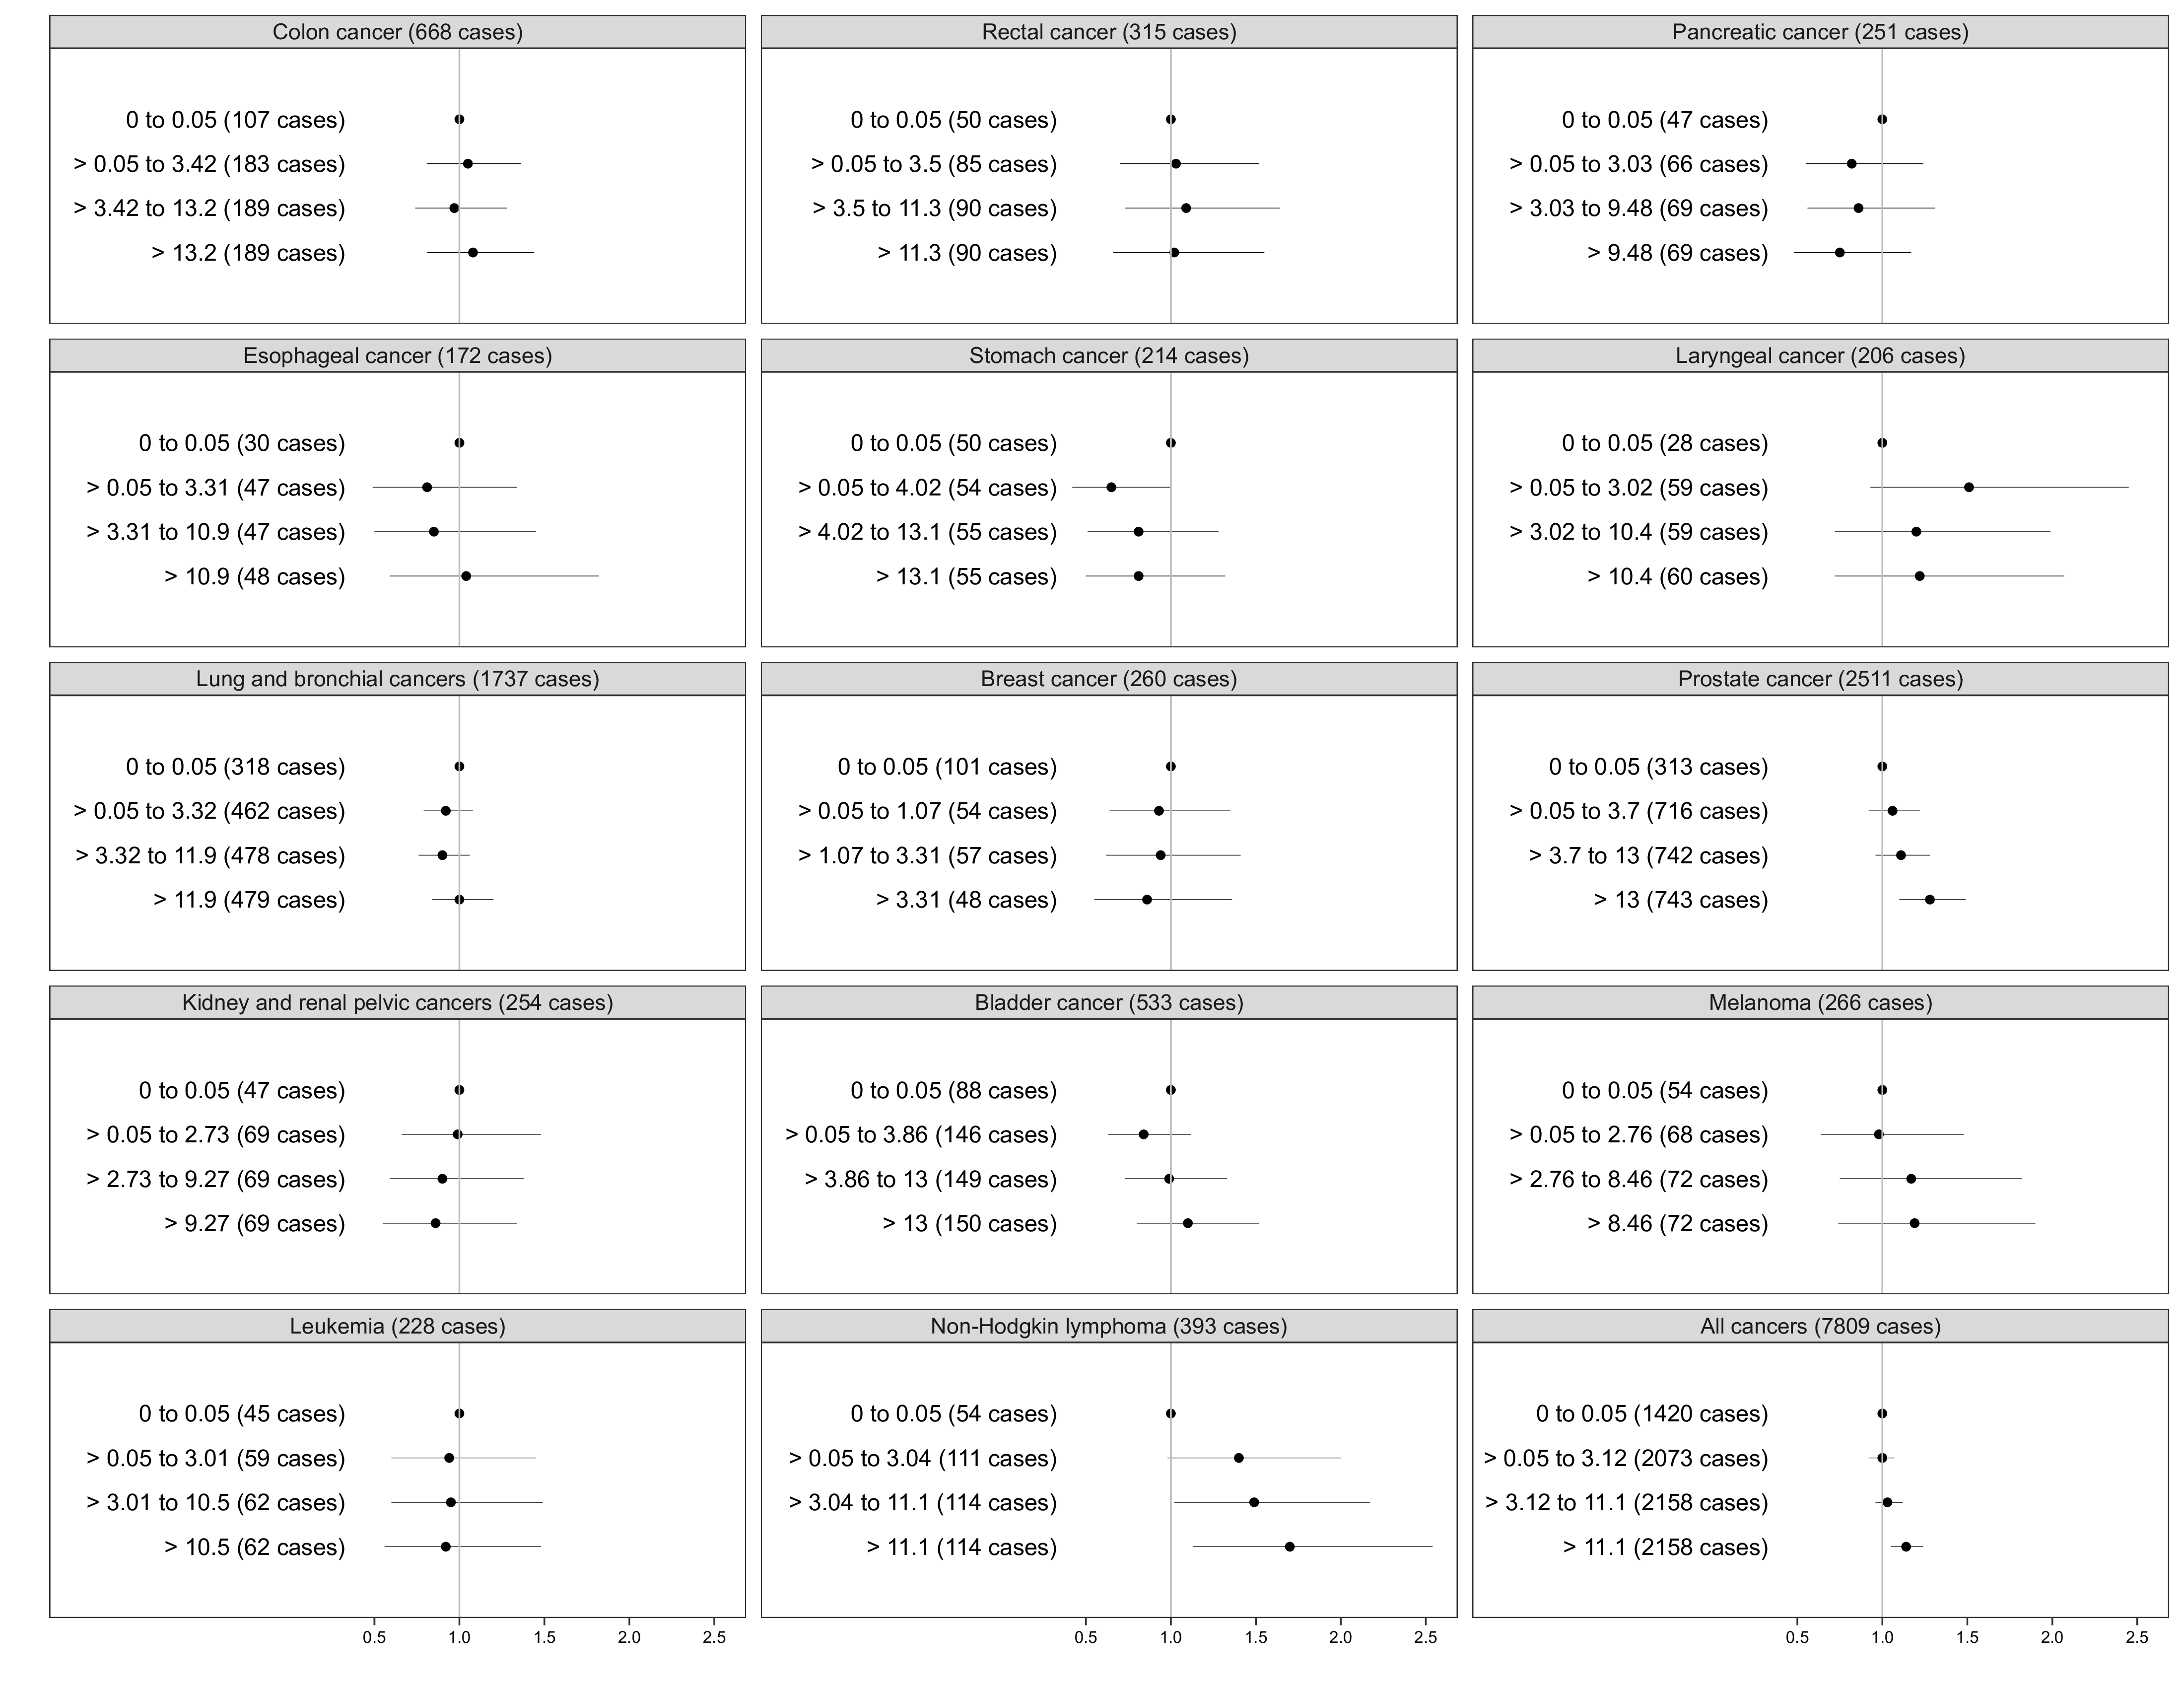 Colon cancer (668 cases)
0 to 0.05 (107 cases)
> 0.05 to 3.42 (183 cases)
> 3.42 to 13.2 (189 cases)
> 13.2 (189 cases)
Rectal cancer (315 cases)
0 to 0.05 (50 cases)
> 0.05 to 3.5 (85 cases)
> 3.5 to 11.3 (90 cases)
> 11.3 (90 cases)
Pancreatic cancer (251 cases)
0 to 0.05 (47 cases)
> 0.05 to 3.03 (66 cases)
> 3.03 to 9.48 (69 cases)
> 9.48 (69 cases)
Esophageal cancer (172 cases)
0 to 0.05 (30 cases)
> 0.05 to 3.31 (47 cases)
> 3.31 to 10.9 (47 cases)
> 10.9 (48 cases)
Stomach cancer (214 cases)
0 to 0.05 (50 cases)
> 0.05 to 4.02 (54 cases)
> 4.02 to 13.1 (55 cases)
> 13.1 (55 cases)
Laryngeal cancer (206 cases)
0 to 0.05 (28 cases)
> 0.05 to 3.02 (59 cases)
> 3.02 to 10.4 (59 cases)
> 10.4 (60 cases)
Lung and bronchial cancers (1737 cases)
0 to 0.05 (318 cases)
> 0.05 to 3.32 (462 cases)
> 3.32 to 11.9 (478 cases)
> 11.9 (479 cases)
Breast cancer (260 cases)
0 to 0.05 (101 cases)
> 0.05 to 1.07 (54 cases)
> 1.07 to 3.31 (57 cases)
> 3.31 (48 cases)
Prostate cancer (2511 cases)
0 to 0.05 (313 cases)
> 0.05 to 3.7 (716 cases)
> 3.7 to 13 (742 cases)
> 13 (743 cases)
Kidney and renal pelvic cancers (254 cases)
0 to 0.05 (47 cases)
> 0.05 to 2.73 (69 cases)
> 2.73 to 9.27 (69 cases)
> 9.27 (69 cases)
Bladder cancer (533 cases)
0 to 0.05 (88 cases)
> 0.05 to 3.86 (146 cases)
> 3.86 to 13 (149 cases)
> 13 (150 cases)
Melanoma (266 cases)
0 to 0.05 (54 cases)
> 0.05 to 2.76 (68 cases)
> 2.76 to 8.46 (72 cases)
> 8.46 (72 cases)
Leukemia (228 cases)
0 to 0.05 (45 cases)
> 0.05 to 3.01 (59 cases)
> 3.01 to 10.5 (62 cases)
> 10.5 (62 cases)
Non-Hodgkin lymphoma (393 cases)
0 to 0.05 (54 cases)
> 0.05 to 3.04 (111 cases)
> 3.04 to 11.1 (114 cases)
> 11.1 (114 cases)
All cancers (7809 cases)
0 to 0.05 (1420 cases)
> 0.05 to 3.12 (2073 cases)
> 3.12 to 11.1 (2158 cases)
> 11.1 (2158 cases)
0.5 1.0 1.5 2.0 2.5
0.5 1.0 1.5 2.0 2.5
0.5 1.0 1.5 2.0 2.5